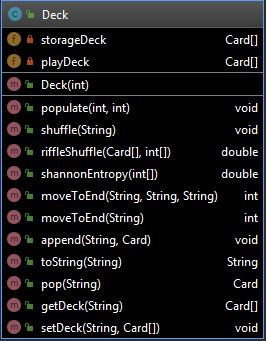 C Deck
f storageDeck Card[]
f playDeck Card[]
m Deck(int)
m populate(int, int) void
m shuffle(String) void
m riffleShuffle(Card[], int[]) double
m shannonEntropy(int[]) double
m moveToEnd(String, String, String) int
m moveToEnd(String) int
m append(String, Card) void
m toString(String) String
m pop(String) Card
m getDeck(String) Card[]
m setDeck(String, Card[]) void